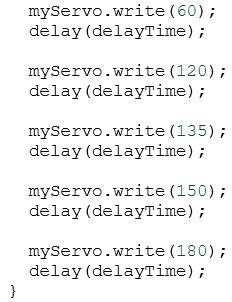 myServo.write(60);
delay(delayTime);
myServo.write(120);
delay(delayTime);
myServo.write(135);
delay(delayTime);
myServo.write(150);
delay(delayTime);
myServo.write(180);
delay(delayTime);
}